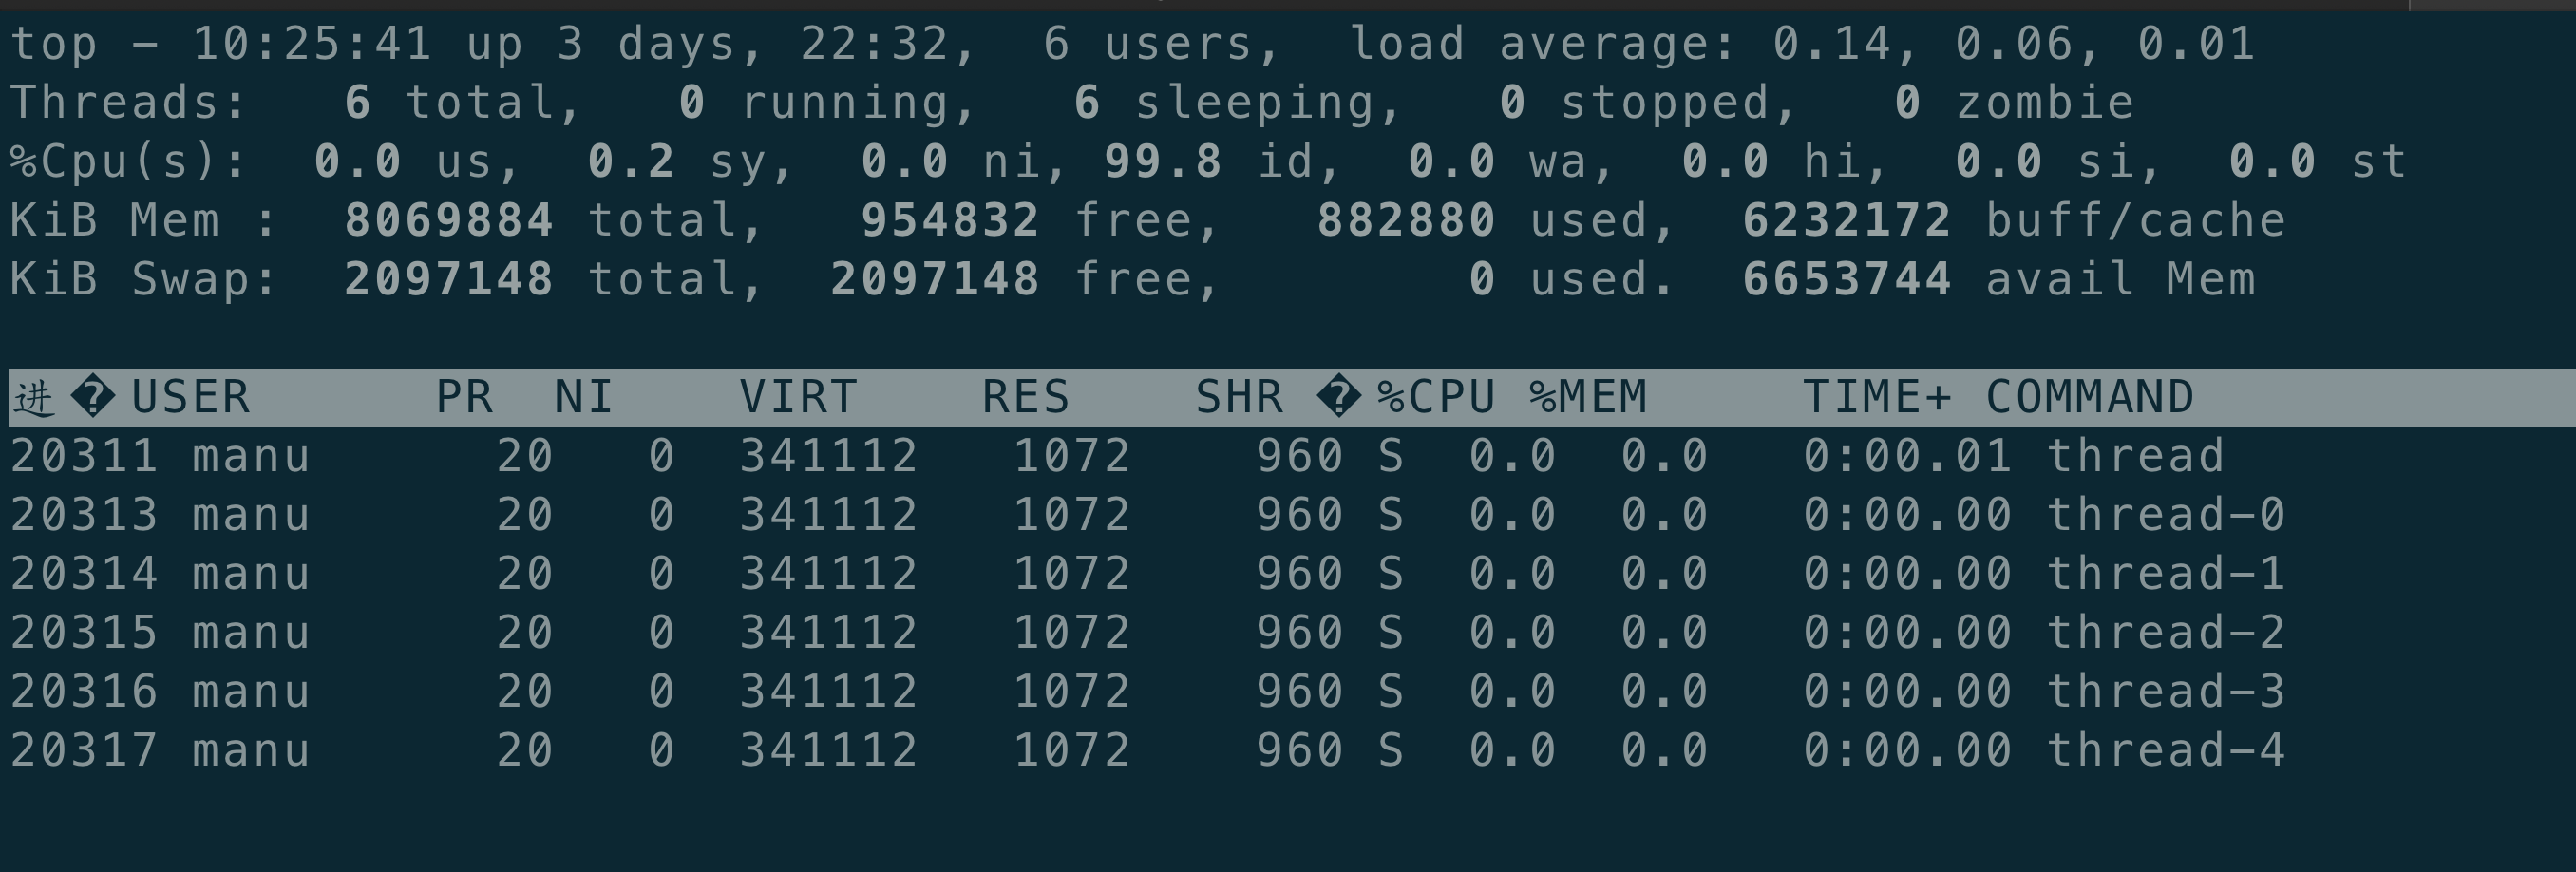 top - 10:25:41 up 3 days, 22:32,  6 users,  load average: 0.14, 0.06, 0.01
Threads:   6 total,   0 running,   6 sleeping,   0 stopped,   0 zombie
%Cpu(s):  0.0 us,  0.2 sy,  0.0 ni, 99.8 id,  0.0 wa,  0.0 hi,  0.0 si,  0.0 st
KiB Mem :  8069884 total,   954832 free,   882880 used,  6232172 buff/cache
KiB Swap:  2097148 total,  2097148 free,        0 used.  6653744 avail Mem
进 � USER      PR  NI    VIRT    RES    SHR � %CPU %MEM     TIME+ COMMAND
20311 manu      20   0  341112   1072    960 S  0.0  0.0   0:00.01 thread
20313 manu      20   0  341112   1072    960 S  0.0  0.0   0:00.00 thread-0
20314 manu      20   0  341112   1072    960 S  0.0  0.0   0:00.00 thread-1
20315 manu      20   0  341112   1072    960 S  0.0  0.0   0:00.00 thread-2
20316 manu      20   0  341112   1072    960 S  0.0  0.0   0:00.00 thread-3
20317 manu      20   0  341112   1072    960 S  0.0  0.0   0:00.00 thread-4